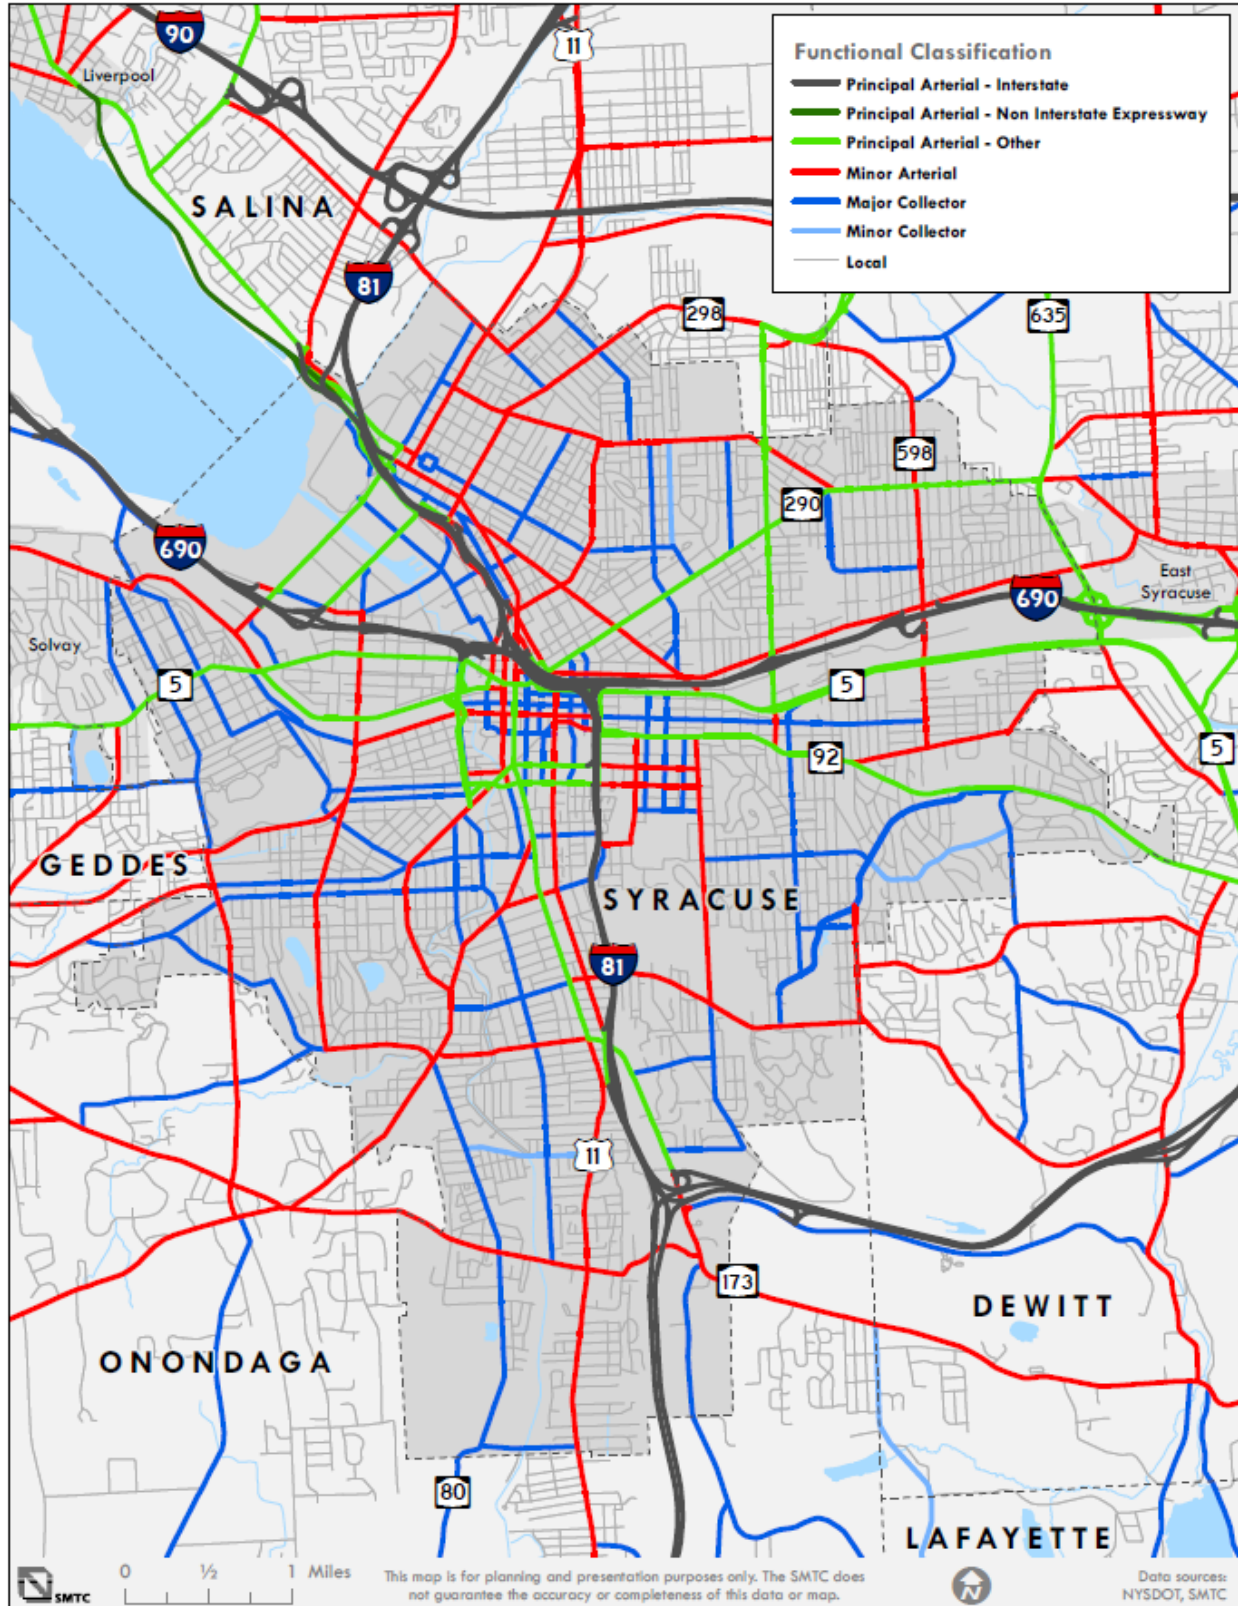 90
11
Liverpool
Functional Classification
Principal Arterial - Interstate
Principal Arterial - Non Interstate Expressway
Principal Arterial - Other
Minor Arterial
Major Collector
Minor Collector
Local
SALINA
81
298
635
598
290
690
690
East
Syracuse
Solvay
5
5
5
92
GEDDES
SYRACUSE
81
11
173
DEWITT
ONONDAGA
80
LAFAYETTE
SMTC
0 ½ 1 Miles
This map is for planning and presentation purposes only. The SMTC does
not guarantee the accuracy or completeness of this data or map.
N
Data sources:
NYSDOT, SMTC